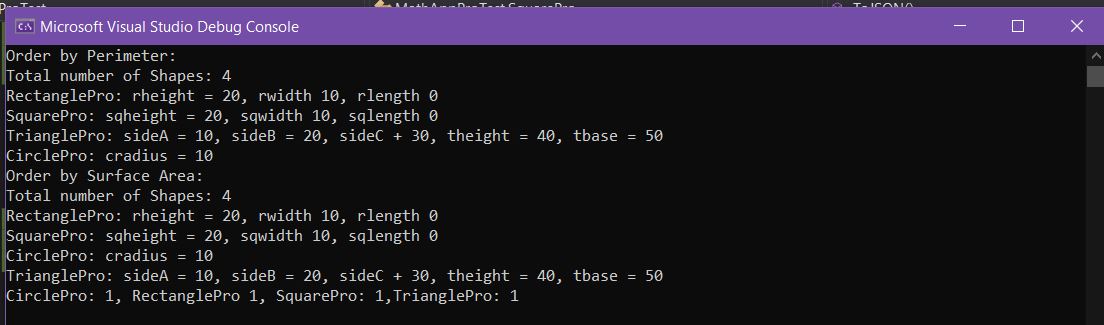 ProTest MathAppProTest.SquarePro ToJSON()
Microsoft Visual Studio Debug Console
Order by Perimeter:
Total number of Shapes: 4
RectanglePro: rheight = 20, rwidth 10, rlength 0
SquarePro: sqheight = 20, sqwidth 10, sqlength 0
TrianglePro: sideA = 10, sideB = 20, sideC + 30, theight = 40, tbase = 50
CirclePro: cradius = 10
Order by Surface Area:
Total number of Shapes: 4
RectanglePro: rheight = 20, rwidth 10, rlength 0
SquarePro: sqheight = 20, sqwidth 10, sqlength 0
CirclePro: cradius = 10
TrianglePro: sideA = 10, sideB = 20, sideC + 30, theight = 40, tbase = 50
CirclePro: 1, RectanglePro 1, SquarePro: 1,TrianglePro: 1